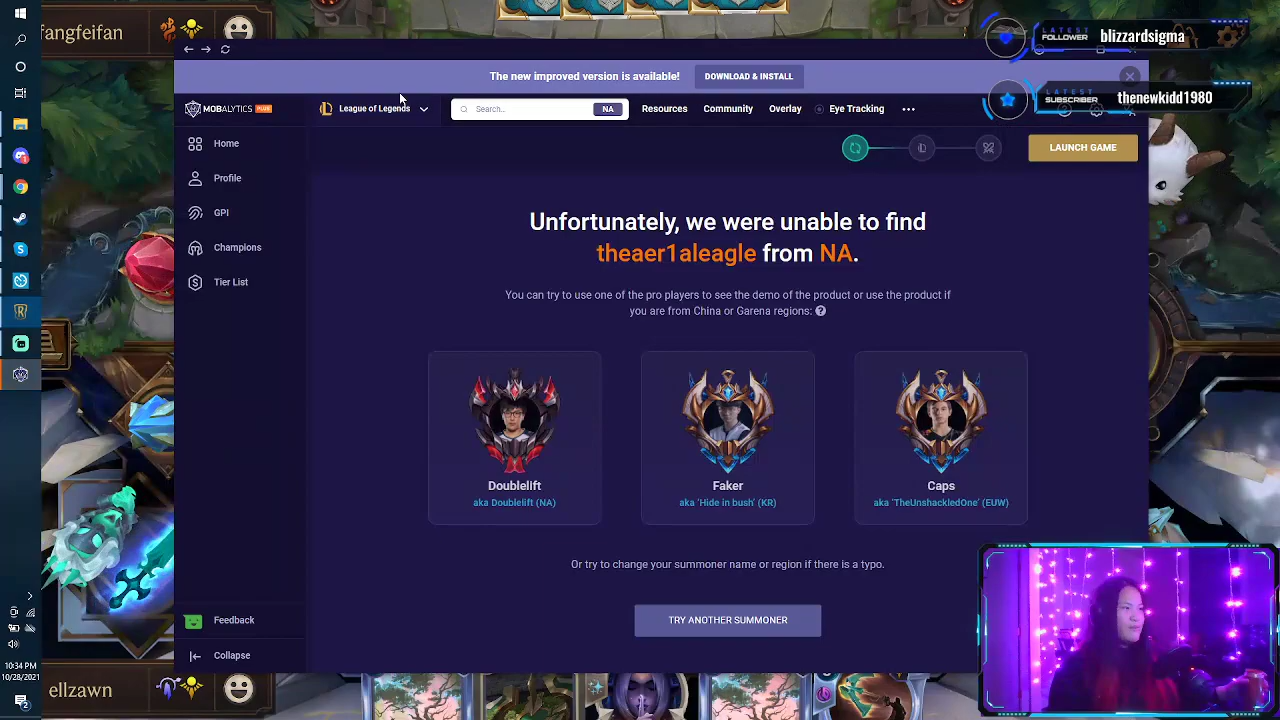 fangfeifan
LATEST
FOLLOWER
blizzardsigma
The new improved version is available!
DOWNLOAD & INSTALL
LATEST
SUBSCRIBER
thenewkidd1980
MOBALYTICS PLUS
League of Legends
Search...
NA
Resources
Community
Overlay
Eye Tracking
Home
LAUNCH GAME
Profile
GPI
Champions
Tier List
Unfortunately, we were unable to find
theaer1aleagle from NA.
You can try to use one of the pro players to see the demo of the product or use the product if
you are from China or Garena regions: ?
Doublelift
aka Doublelift (NA)
Faker
aka 'Hide in bush' (KR)
Caps
aka 'TheUnshackledOne' (EUW)
Or try to change your summoner name or region if there is a typo.
TRY ANOTHER SUMMONER
Feedback
Collapse
10:34 PM
ellzawn